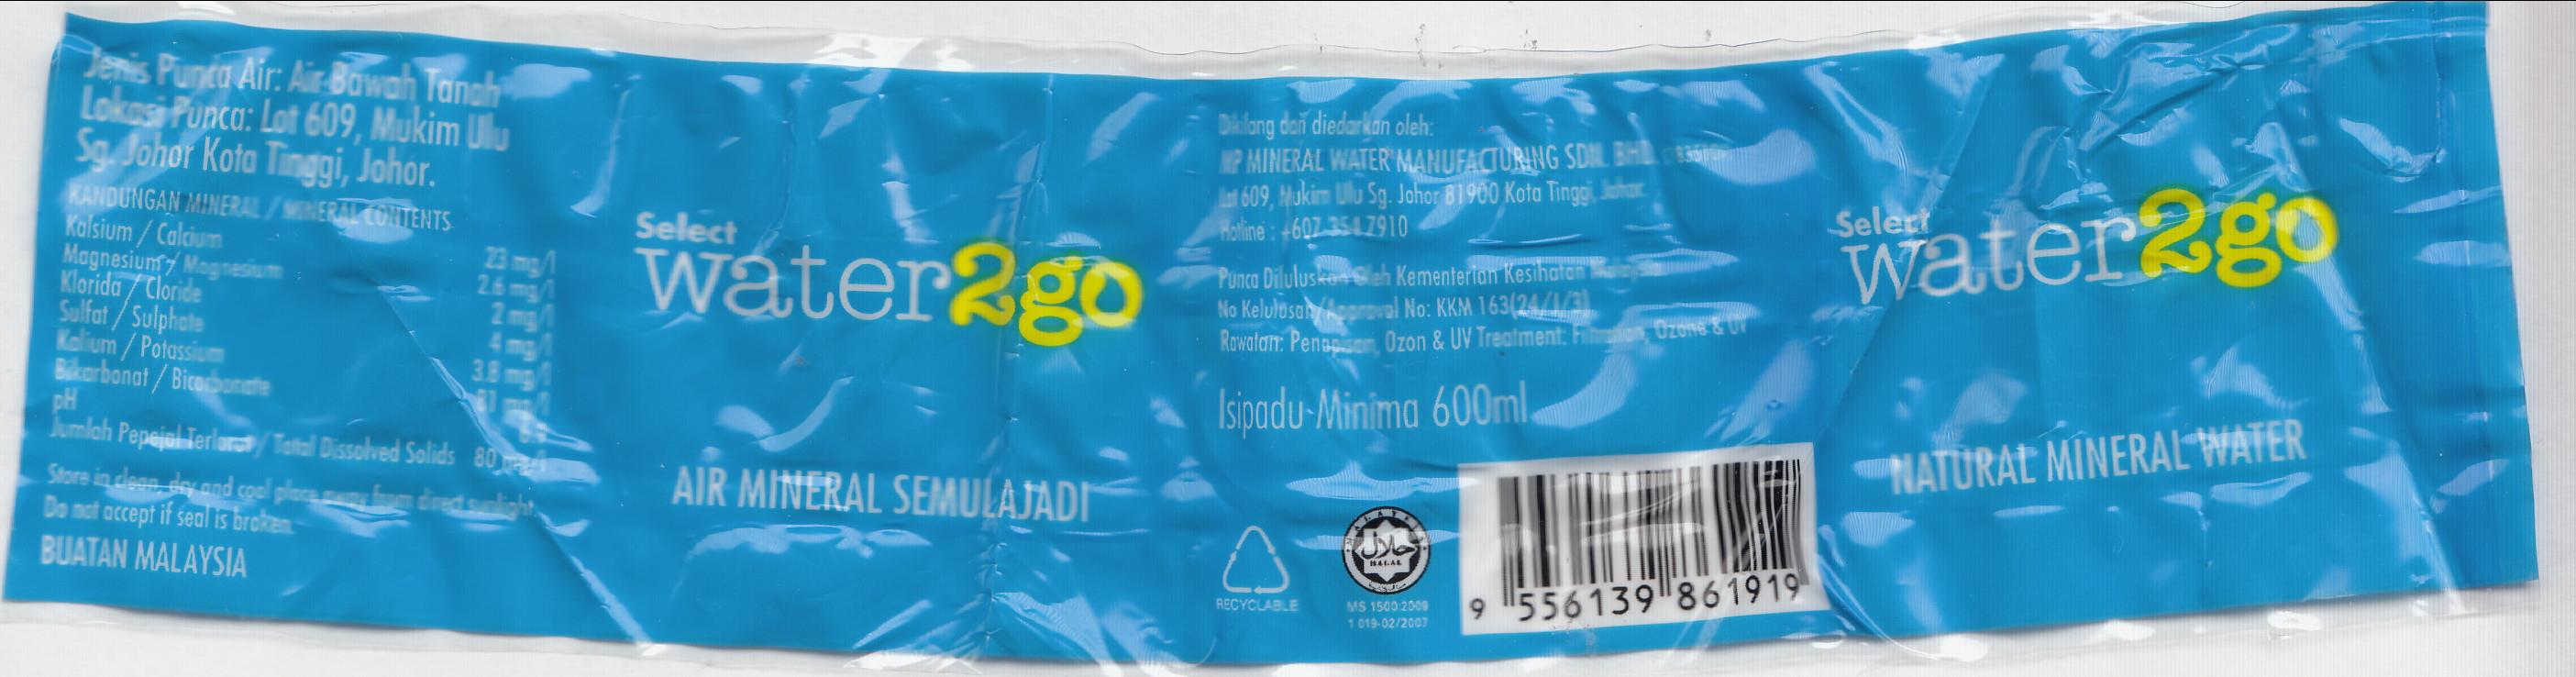 Jenis Punca Air: Air Bawah Tanah
Lokasi Punca: Lot 609, Mukim Ulu
Sg. Johor Kota Tinggi, Johor.
KANDUNGAN MINERAL / MINERAL CONTENTS
Kalsium / Calcium 23 mg/l
Magnesium / Magnesium 2.6 mg/l
Klorida / Cloride 2 mg/l
Sulfat / Sulphate 4 mg/l
Kalium / Potassium 3.8 mg/l
Bikarbonat / Bicarbonate 81 mg/l
pH
Jumlah Pepejal Terlarut / Total Dissolved Solids 80 mg/l
Store in clean, dry and cool place away from direct sunlight.
Do not accept if seal is broken.
BUATAN MALAYSIA
Select
water2go
AIR MINERAL SEMULAJADI
Dikilang dan diedarkan oleh:
MP MINERAL WATER MANUFACTURING SDN. BHD.
Lot 609, Mukim Ulu Sg. Johor 81900 Kota Tinggi, Johor.
Hotline : +607-354 7910
Punca Diluluskan Oleh Kementerian Kesihatan Malaysia
No Kelulusan/Approval No: KKM 163(24/J/3)
Rawatan: Penapisan, Ozon & UV Treatment: Filtration, Ozone & UV
Isipadu Minima 600ml
RECYCLABLE
حلال
HALAL
MS 1500:2009
1 019-02/2007
9 556139 861919
Select
water2go
NATURAL MINERAL WATER